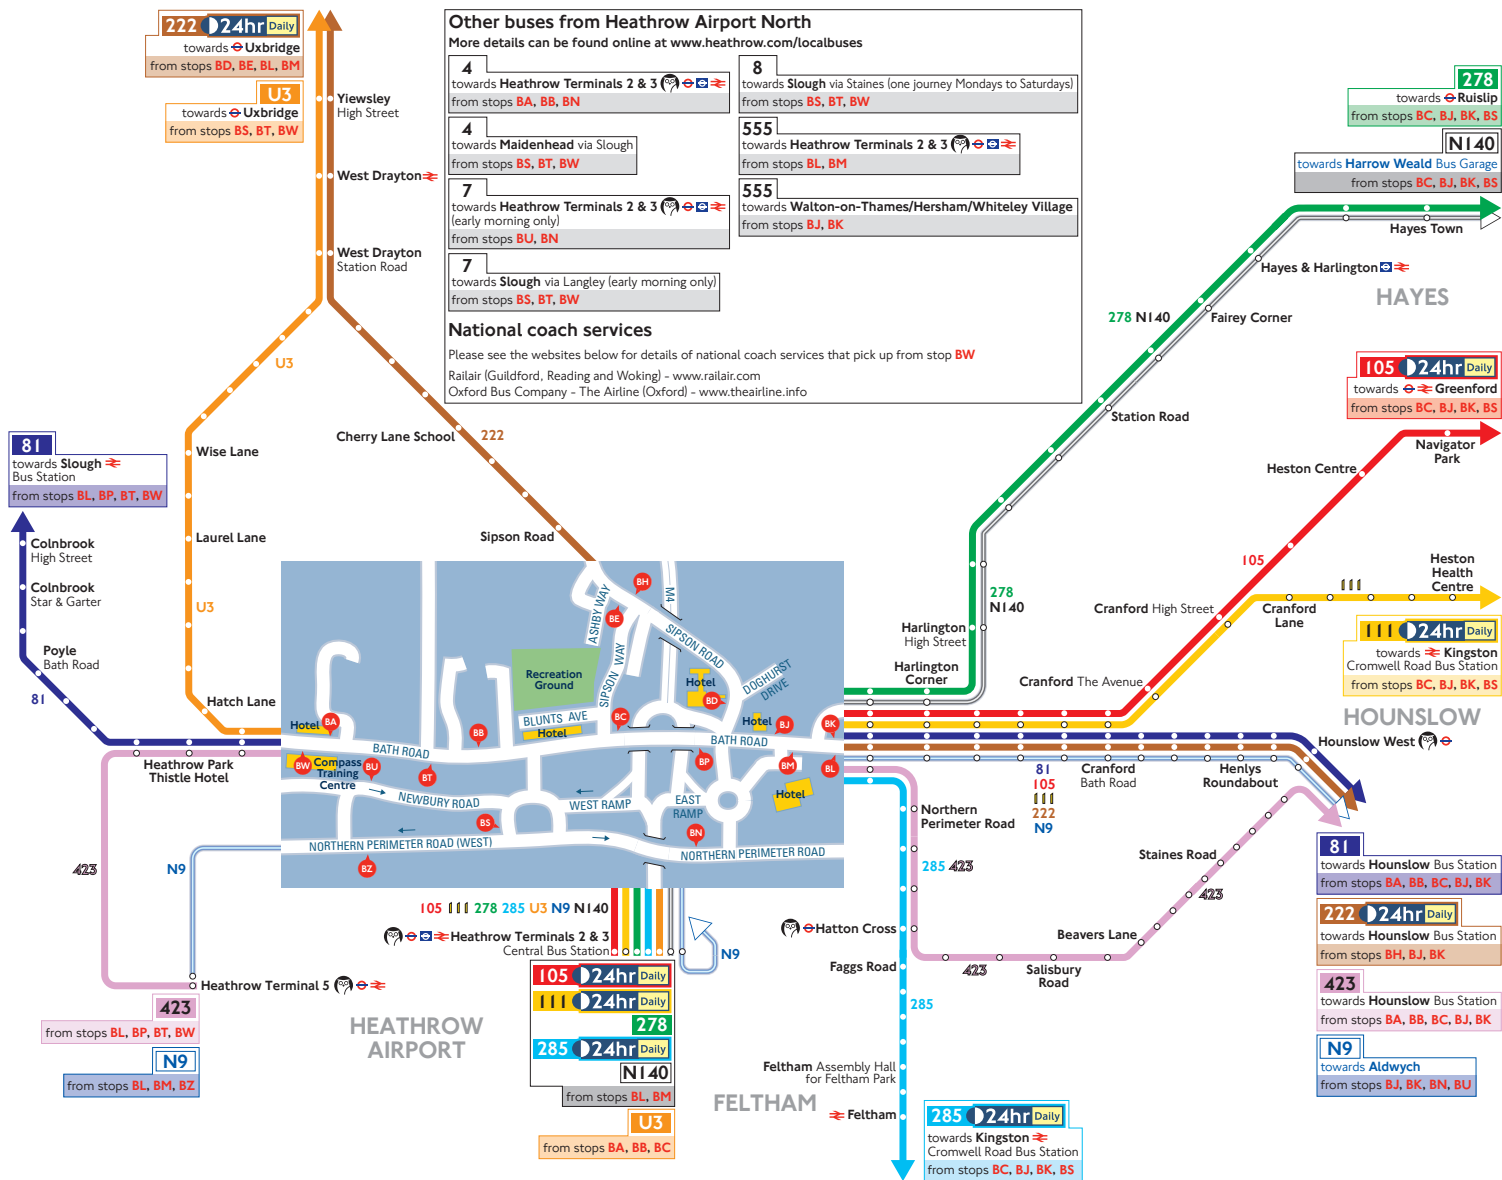 222 24hr Daily
towards Uxbridge
from stops BD, BE, BL, BM
U3
towards Uxbridge
from stops BS, BT, BW
Yiewsley
High Street
West Drayton
West Drayton
Station Road
Other buses from Heathrow Airport North
More details can be found online at www.heathrow.com/localbuses
4
towards Heathrow Terminals 2 & 3
from stops BA, BB, BN
4
towards Maidenhead via Slough
from stops BS, BT, BW
7
towards Heathrow Terminals 2 & 3
(early morning only)
from stops BU, BN
7
towards Slough via Langley (early morning only)
from stops BS, BT, BW
8
towards Slough via Staines (one journey Mondays to Saturdays)
from stops BS, BT, BW
555
towards Heathrow Terminals 2 & 3
from stops BL, BM
555
towards Walton-on-Thames/Hersham/Whiteley Village
from stops BJ, BK
National coach services
Please see the websites below for details of national coach services that pick up from stop BW
Railair (Guildford, Reading and Woking) - www.railair.com
Oxford Bus Company - The Airline (Oxford) - www.theairline.info
278
towards Ruislip
from stops BC, BJ, BK, BS
N140
towards Harrow Weald Bus Garage
from stops BC, BJ, BK, BS
Hayes Town
Hayes & Harlington
HAYES
278 N140
Fairey Corner
Station Road
105 24hr Daily
towards Greenford
from stops BC, BJ, BK, BS
Navigator
Park
Heston Centre
105
Heston
Health
Centre
111
Cranford
Lane
Cranford High Street
Cranford The Avenue
111 24hr Daily
towards Kingston
Cromwell Road Bus Station
from stops BC, BJ, BK, BS
HOUNSLOW
Hounslow West
278
N140
Harlington
High Street
Harlington
Corner
U3
Cherry Lane School
222
Sipson Road
Wise Lane
Laurel Lane
U3
Hatch Lane
81
towards Slough
Bus Station
from stops BL, BP, BT, BW
Colnbrook
High Street
Colnbrook
Star & Garter
Poyle
Bath Road
81
Heathrow Park
Thistle Hotel
BH
BE
ASHBY WAY
M4
SIPSON ROAD
SIPSON WAY
Recreation
Ground
Hotel
BD
DOGHURST
DRIVE
BLUNTS AVE
BC
Hotel
Hotel
BJ
BK
Hotel
BA
BB
BATH ROAD
BATH ROAD
BW
Compass
Training
Centre
BU
BT
BP
BM
BL
NEWBURY ROAD
WEST RAMP
EAST
RAMP
Hotel
BS
BN
NORTHERN PERIMETER ROAD (WEST)
NORTHERN PERIMETER ROAD
BZ
81
105
111
222
N9
Cranford
Bath Road
Henlys
Roundabout
Northern
Perimeter Road
285 423
Staines Road
423
Beavers Lane
423
Salisbury
Road
Hatton Cross
Faggs Road
285
Feltham Assembly Hall
for Feltham Park
Feltham
FELTHAM
423
N9
Heathrow Terminal 5
423
from stops BL, BP, BT, BW
N9
from stops BL, BM, BZ
HEATHROW
AIRPORT
105 111 278 285 U3 N9 N140
Heathrow Terminals 2 & 3
Central Bus Station
N9
105 24hr Daily
111 24hr Daily
278
285 24hr Daily
N140
from stops BL, BM
U3
from stops BA, BB, BC
285 24hr Daily
towards Kingston
Cromwell Road Bus Station
from stops BC, BJ, BK, BS
81
towards Hounslow Bus Station
from stops BA, BB, BC, BJ, BK
222 24hr Daily
towards Hounslow Bus Station
from stops BH, BJ, BK
423
towards Hounslow Bus Station
from stops BA, BB, BC, BJ, BK
N9
towards Aldwych
from stops BJ, BK, BN, BU